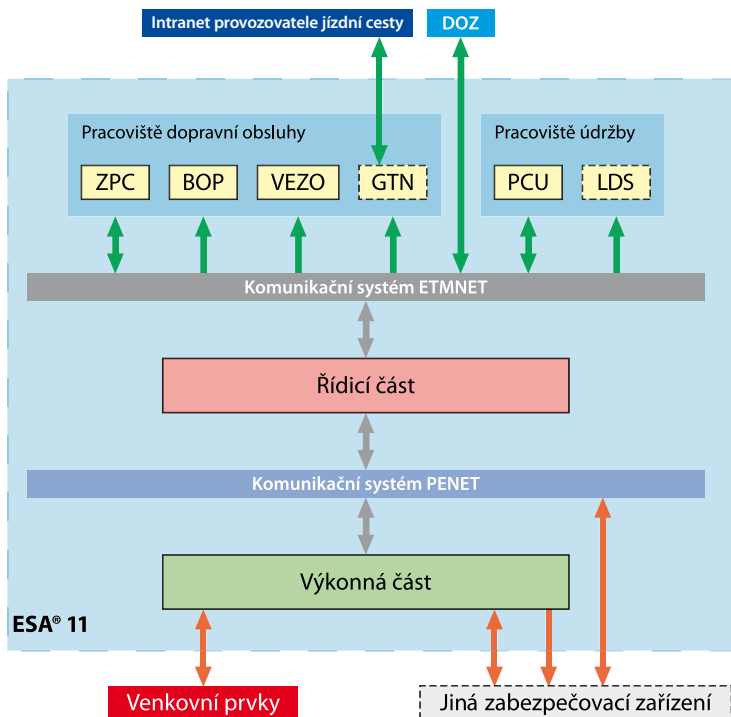 Intranet provozovatele jízdní cesty
DOZ
Pracoviště dopravní obsluhy
Pracoviště údržby
ZPC
BOP
VEZO
GTN
PCU
LDS
Komunikační systém ETMNET
Řídicí část
Komunikační systém PENET
Výkonná část
ESA® 11
Venkovní prvky
Jiná zabezpečovací zařízení